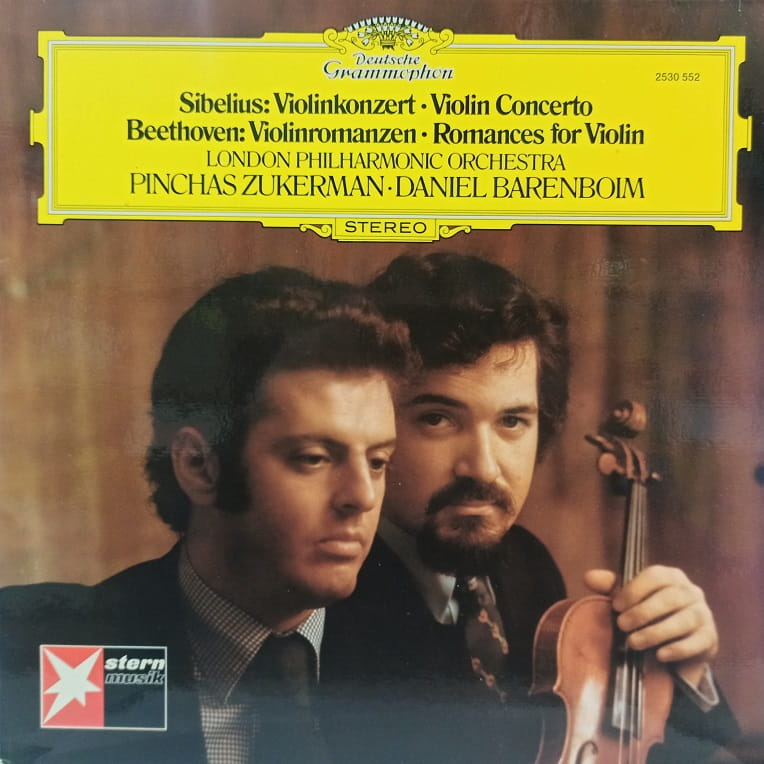 Deutsche
Grammophon
2530 552
Sibelius: Violinkonzert · Violin Concerto
Beethoven: Violinromanzen · Romances for Violin
LONDON PHILHARMONIC ORCHESTRA
PINCHAS ZUKERMAN · DANIEL BARENBOIM
STEREO
stern
musik